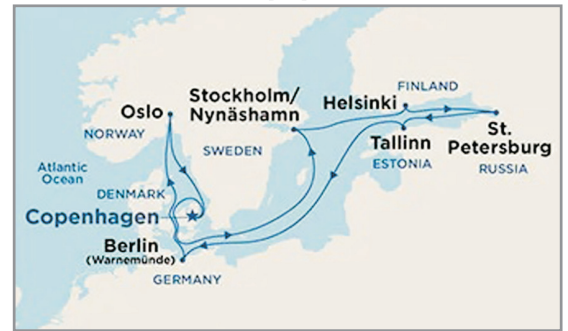 FINLAND
Stockholm/
Nynäshamn
Helsinki
Oslo
NORWAY
SWEDEN
Tallinn
ESTONIA
St.
Petersburg
RUSSIA
Atlantic
Ocean
DENMARK
Copenhagen
Berlin
(Warnemünde)
GERMANY